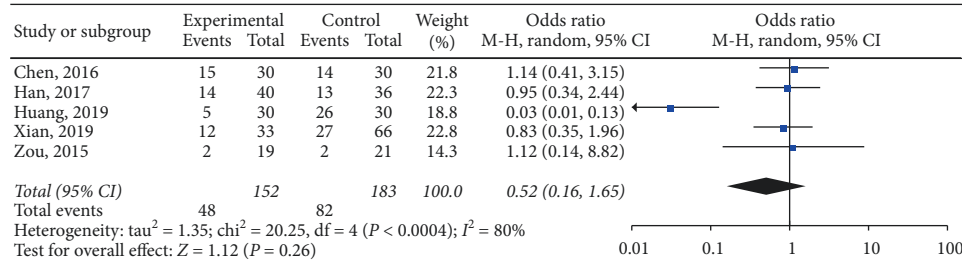 Study or subgroup Experimental Control Weight Odds ratio Odds ratio
Events Total Events Total (%) M-H, random, 95% CI M-H, random, 95% CI
Chen, 2016 15 30 14 30 21.8 1.14 (0.41, 3.15)
Han, 2017 14 40 13 36 22.3 0.95 (0.34, 2.44)
Huang, 2019 5 30 26 30 18.8 0.03 (0.01, 0.13)
Xian, 2019 12 33 27 66 22.8 0.83 (0.35, 1.96)
Zou, 2015 2 19 2 21 14.3 1.12 (0.14, 8.82)
Total (95% CI) 152 183 100.0 0.52 (0.16, 1.65)
Total events 48 82
Heterogeneity: tau² = 1.35; chi² = 20.25, df = 4 (P < 0.0004); I² = 80%
Test for overall effect: Z = 1.12 (P = 0.26)
0.01 0.1 1 10 100